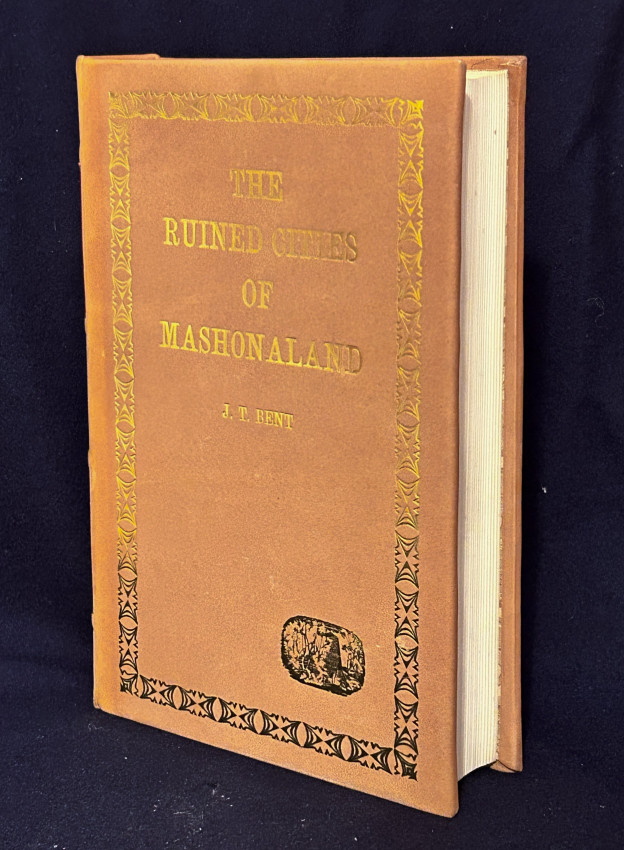 THE
RUINED CITIES
OF
MASHONALAND
J. T. BENT